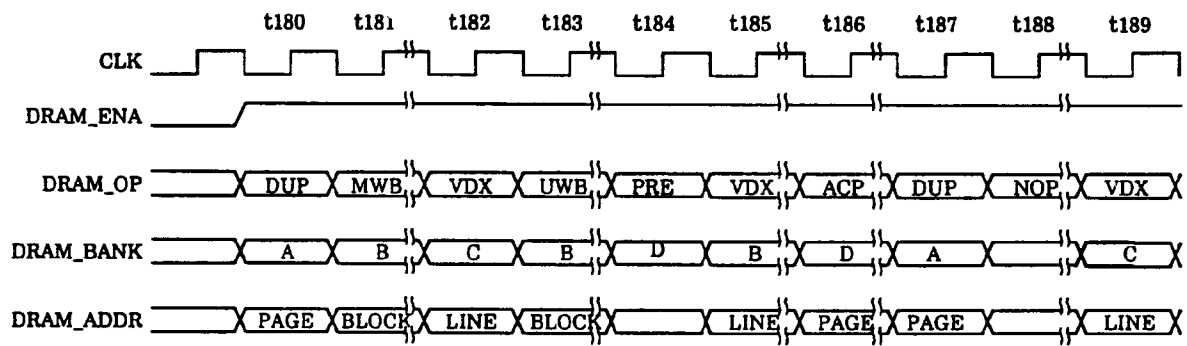 t180 t181 t182 t183 t184 t185 t186 t187 t188 t189
CLK
DRAM_ENA
DRAM_OP DUP MWB VDX UWB PRE VDX ACP DUP NOP VDX
DRAM_BANK A B C B D B D A C
DRAM_ADDR PAGE BLOCK LINE BLOCK LINE PAGE PAGE LINE